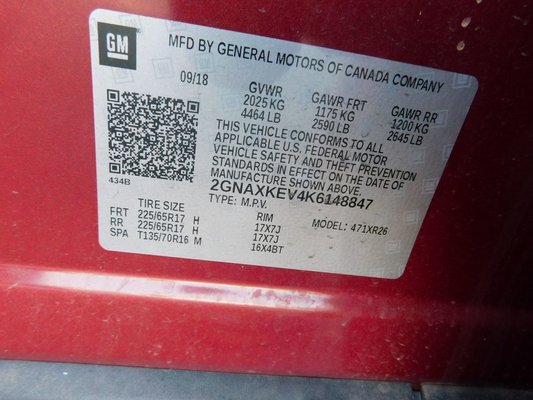 GM
MFD BY GENERAL MOTORS OF CANADA COMPANY
09/18
GVWR GAWR FRT GAWR RR
2025 KG 1175 KG 1200 KG
4464 LB 2590 LB 2645 LB
THIS VEHICLE CONFORMS TO ALL
APPLICABLE U.S. FEDERAL MOTOR
VEHICLE SAFETY AND THEFT PREVENTION
STANDARDS IN EFFECT ON THE DATE
OF MANUFACTURE SHOWN ABOVE.
434B
2GNAXKEV4K6148847
TYPE: M.P.V. MODEL: 471XR26
TIRE SIZE RIM
FRT 225/65R17 H 17X7J
RR 225/65R17 H 17X7J
SPA T135/70R16 M 16X4BT